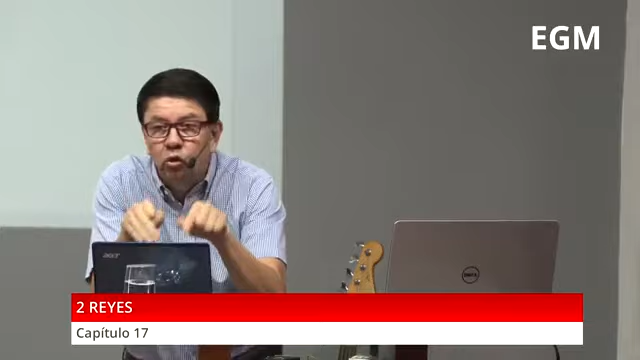 EGM
acer
DELL
2 REYES
Capítulo 17